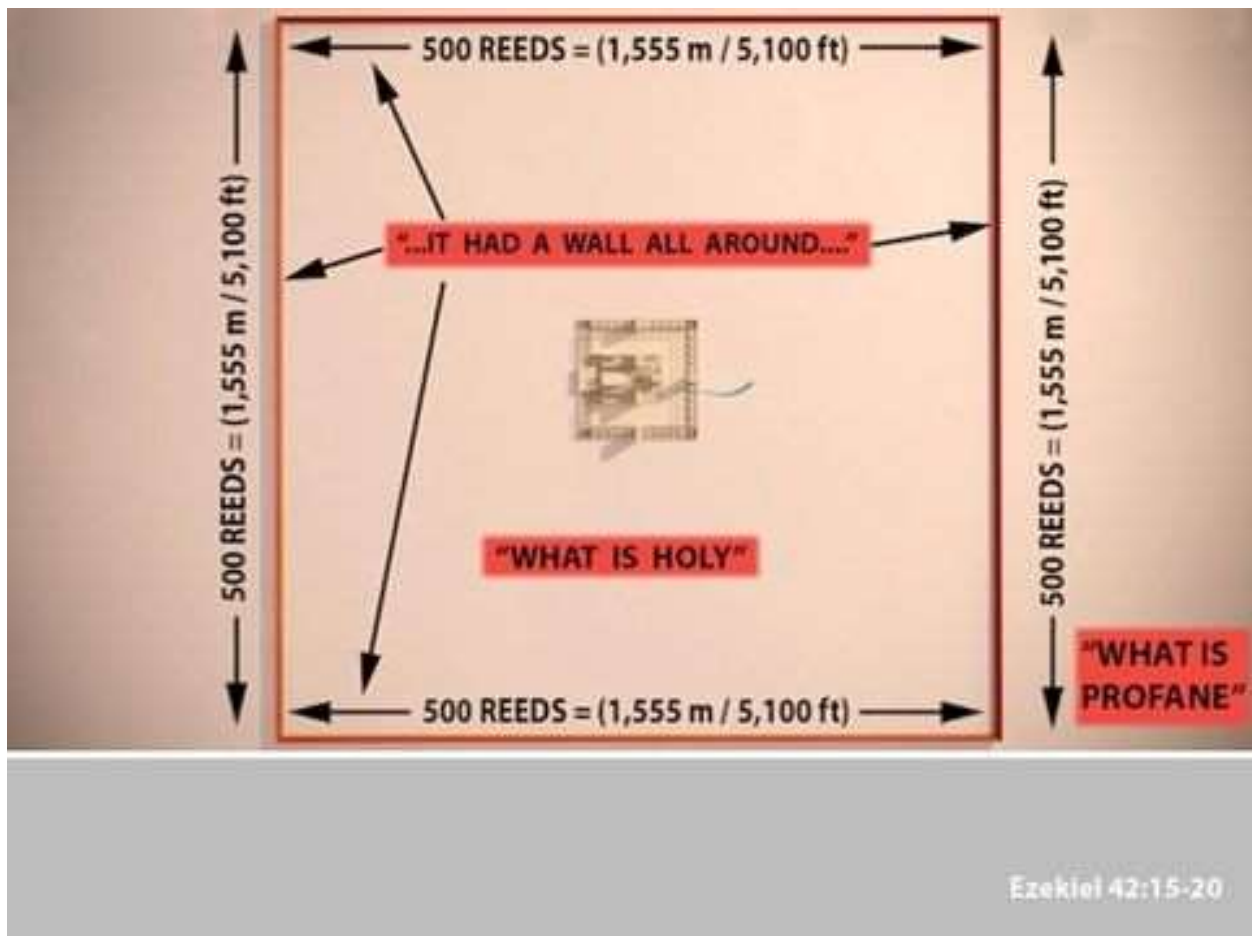 500 REEDS = (1,555 m / 5,100 ft)
500 REEDS = (1,555 m / 5,100 ft)
500 REEDS = (1,555 m / 5,100 ft)
"...IT HAD A WALL ALL AROUND...."
"WHAT IS HOLY"
"WHAT IS
PROFANE"
500 REEDS = (1,555 m / 5,100 ft)
Ezekiel 42:15-20